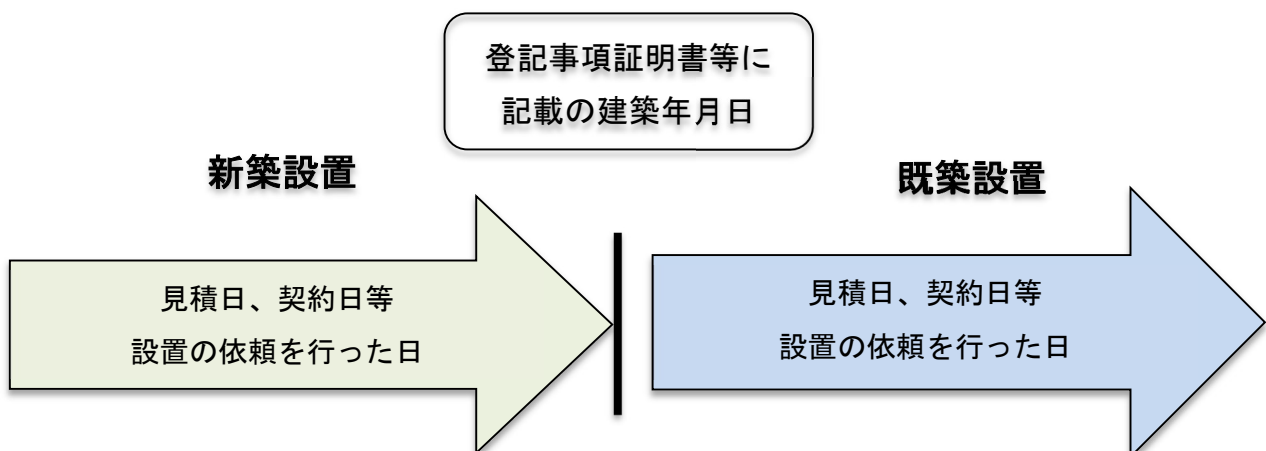 登記事項証明書等に
記載の建築年月日
新築設置
既築設置
見積日、契約日等
設置の依頼を行った日
見積日、契約日等
設置の依頼を行った日